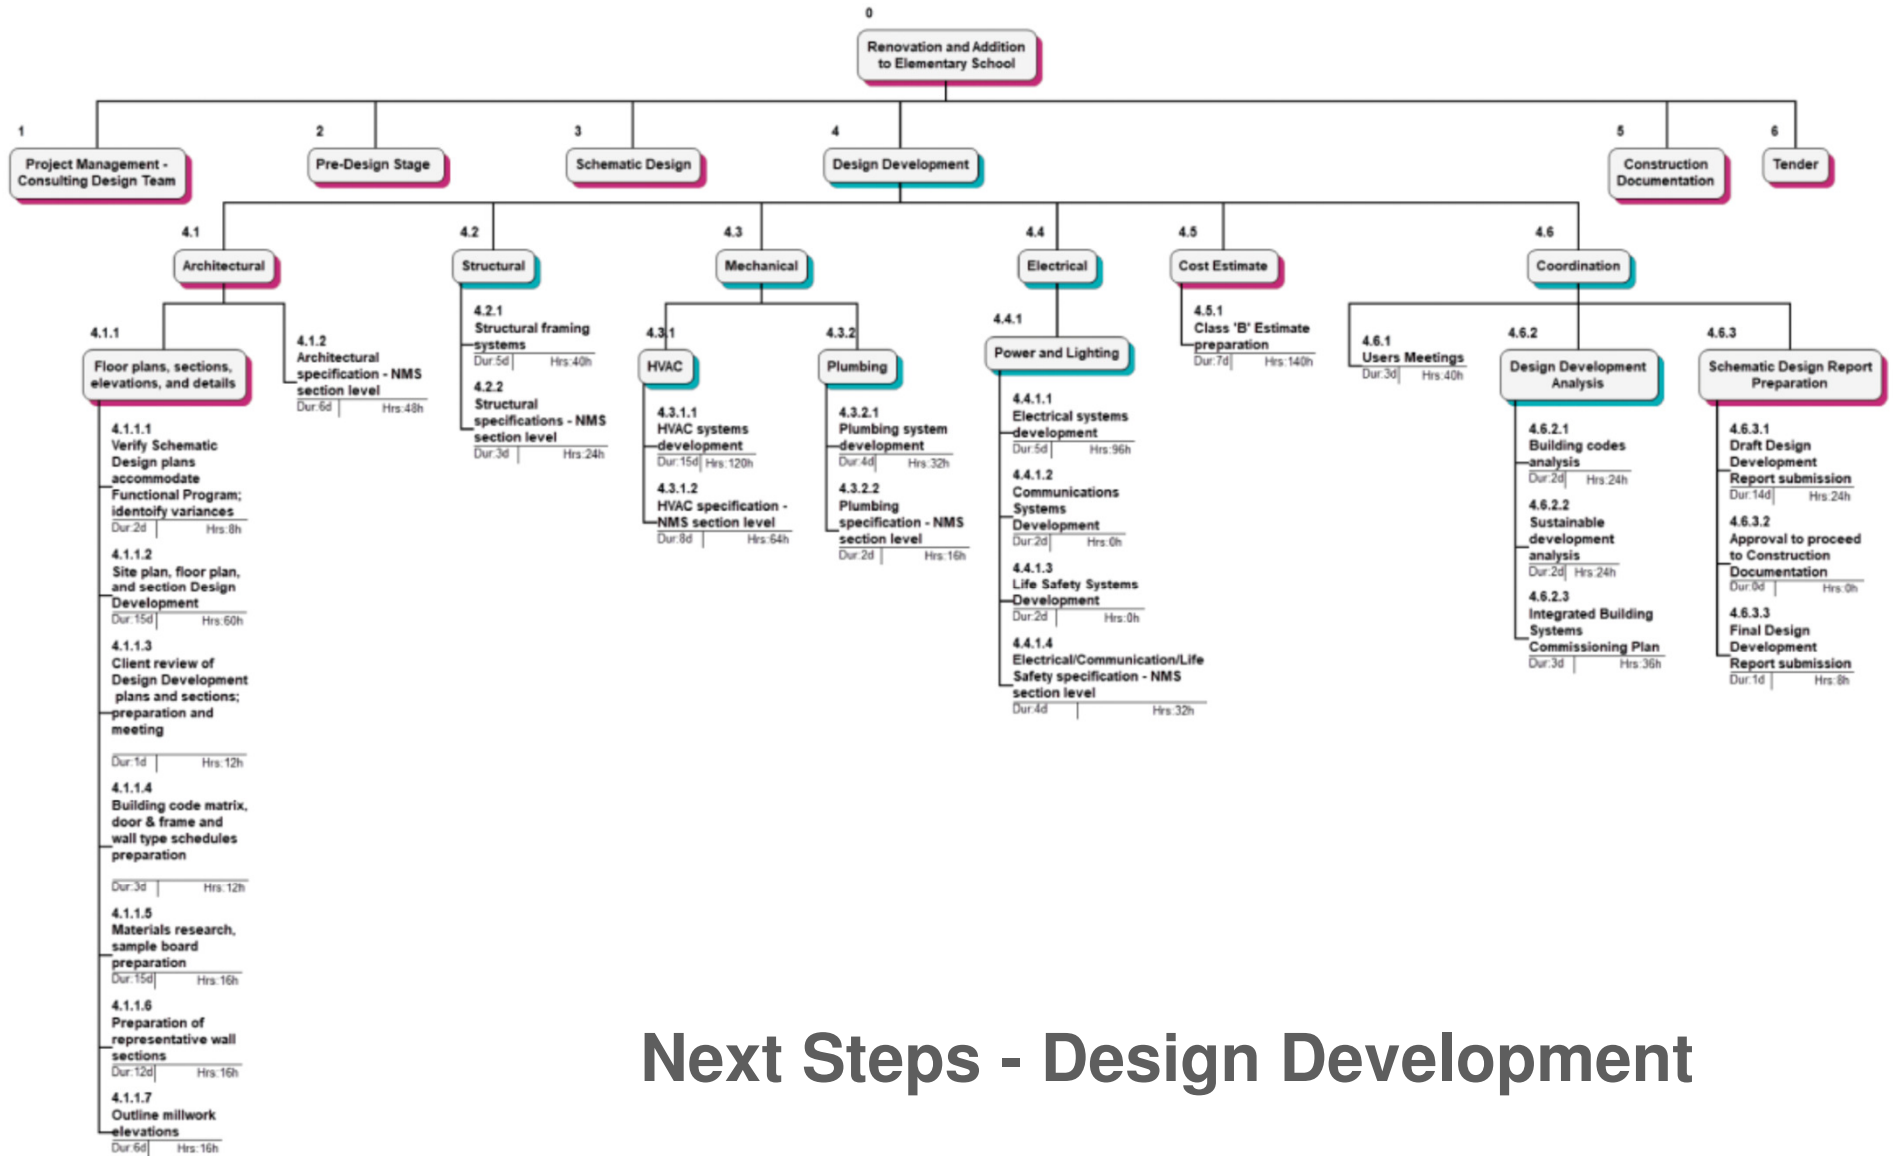 0
Renovation and Addition
to Elementary School
1
Project Management -
Consulting Design Team
2
Pre-Design Stage
3
Schematic Design
4
Design Development
5
Construction
Documentation
6
Tender
4.1
Architectural
4.1.1
Floor plans, sections,
elevations, and details
4.1.1.1
Verify Schematic
Design plans
accommodate
Functional Program;
identoify variances
Dur:2d Hrs:8h
4.1.1.2
Site plan, floor plan,
and section Design
Development
Dur:15d Hrs:60h
4.1.1.3
Client review of
Design Development
plans and sections;
preparation and
meeting
Dur:1d Hrs:12h
4.1.1.4
Building code matrix,
door & frame and
wall type schedules
preparation
Dur:3d Hrs:12h
4.1.1.5
Materials research,
sample board
preparation
Dur:15d Hrs:16h
4.1.1.6
Preparation of
representative wall
sections
Dur:12d Hrs:16h
4.1.1.7
Outline millwork
elevations
Dur:6d Hrs:16h
4.1.2
Architectural
specification - NMS
section level
Dur:6d Hrs:48h
4.2
Structural
4.2.1
Structural framing
systems
Dur:5d Hrs:40h
4.2.2
Structural
specifications - NMS
section level
Dur:3d Hrs:24h
4.3
Mechanical
4.3.1
HVAC
4.3.1.1
HVAC systems
development
Dur:15d Hrs:120h
4.3.1.2
HVAC specification -
NMS section level
Dur:8d Hrs:64h
4.3.2
Plumbing
4.3.2.1
Plumbing system
development
Dur:4d Hrs:32h
4.3.2.2
Plumbing
specification - NMS
section level
Dur:2d Hrs:16h
4.4
Electrical
4.4.1
Power and Lighting
4.4.1.1
Electrical systems
development
Dur:5d Hrs:96h
4.4.1.2
Communications
Systems
Development
Dur:2d Hrs:0h
4.4.1.3
Life Safety Systems
Development
Dur:2d Hrs:0h
4.4.1.4
Electrical/Communication/Life
Safety specification - NMS
section level
Dur:4d Hrs:32h
4.5
Cost Estimate
4.5.1
Class 'B' Estimate
preparation
Dur:7d Hrs:140h
4.6
Coordination
4.6.1
Users Meetings
Dur:3d Hrs:40h
4.6.2
Design Development
Analysis
4.6.2.1
Building codes
analysis
Dur:2d Hrs:24h
4.6.2.2
Sustainable
development
analysis
Dur:2d Hrs:24h
4.6.2.3
Integrated Building
Systems
Commissioning Plan
Dur:3d Hrs:36h
4.6.3
Schematic Design Report
Preparation
4.6.3.1
Draft Design
Development
Report submission
Dur:14d Hrs:24h
4.6.3.2
Approval to proceed
to Construction
Documentation
Dur:0d Hrs:0h
4.6.3.3
Final Design
Development
Report submission
Dur:1d Hrs:8h
Next Steps - Design Development